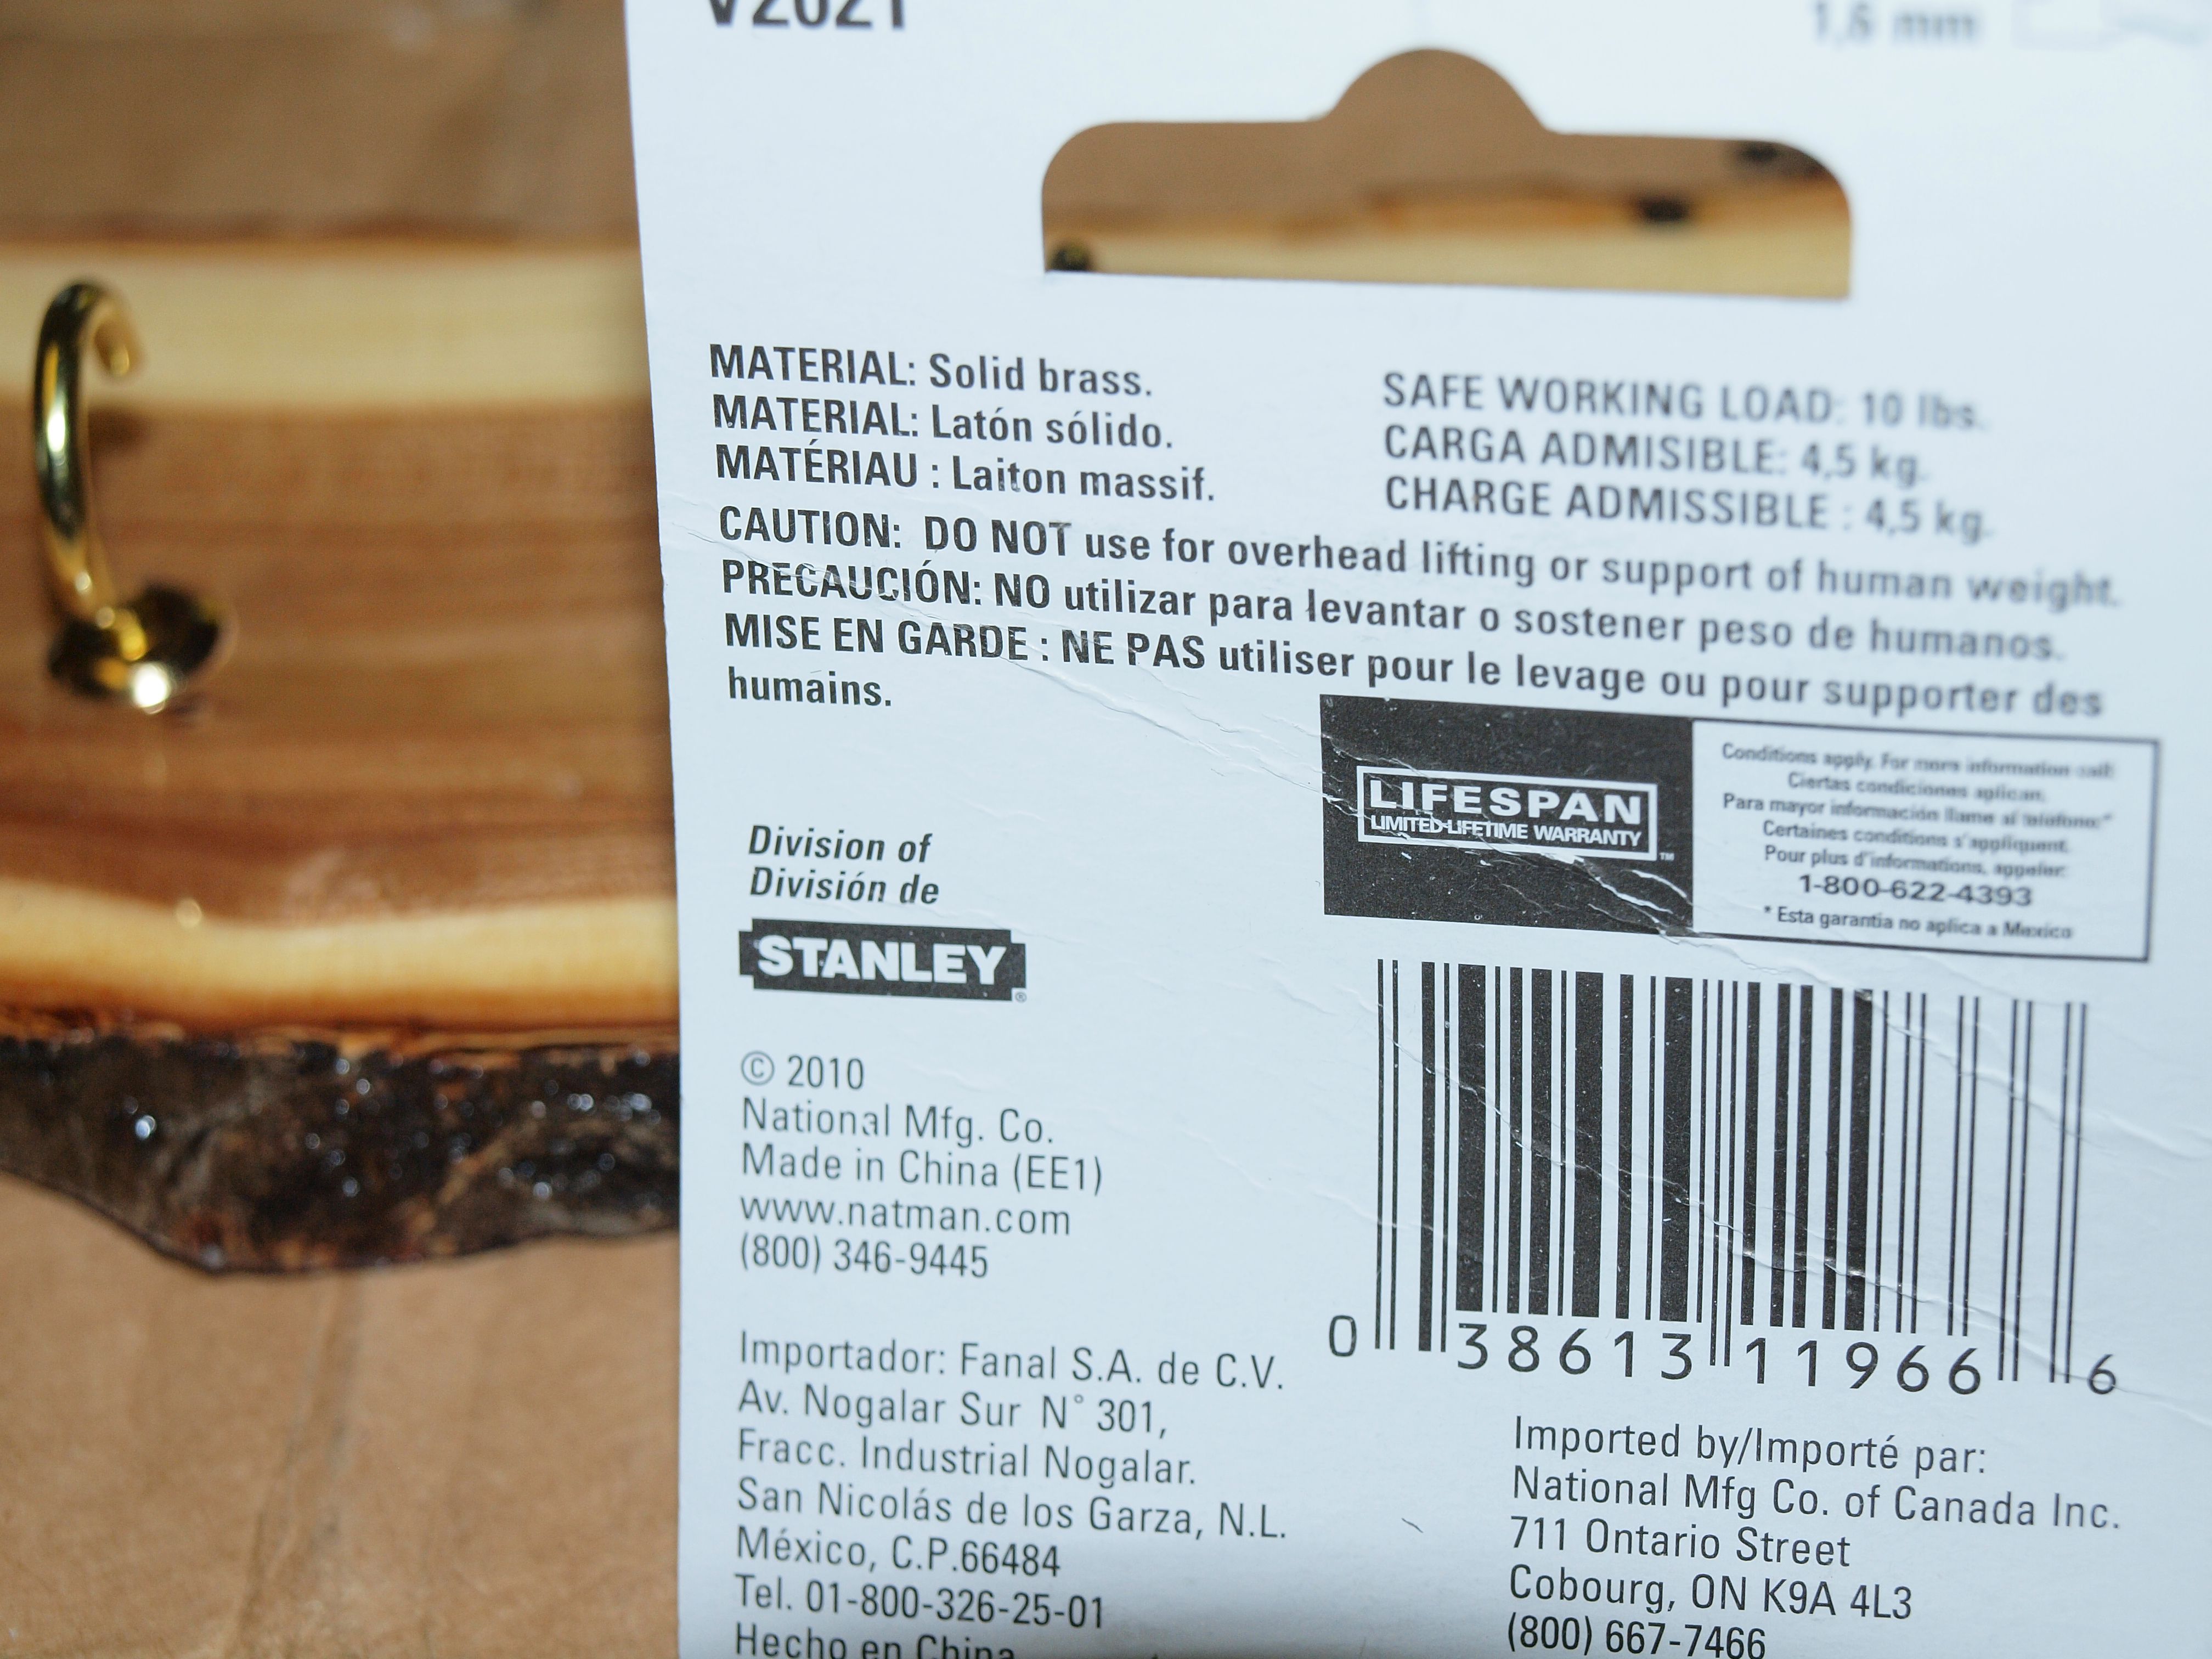 V2021
1,6 mm
MATERIAL: Solid brass.
MATERIAL: Latón sólido.
MATÉRIAU : Laiton massif.
SAFE WORKING LOAD: 10 lbs.
CARGA ADMISIBLE: 4,5 kg.
CHARGE ADMISSIBLE : 4,5 kg.
CAUTION: DO NOT use for overhead lifting or support of human weight.
PRECAUCIÓN: NO utilizar para levantar o sostener peso de humanos.
MISE EN GARDE : NE PAS utiliser pour le levage ou pour supporter des
humains.
LIFESPAN
LIMITED LIFETIME WARRANTY
™
Conditions apply. For more information call:
Ciertas condiciones aplican.
Para mayor información llame al teléfono:*
Certaines conditions s'appliquent.
Pour plus d'informations, appeler:
1-800-622-4393
* Esta garantía no aplica a Mexico
Division of
División de
STANLEY®
© 2010
National Mfg. Co.
Made in China (EE1)
www.natman.com
(800) 346-9445
0 38613 11966 6
Importador: Fanal S.A. de C.V.
Av. Nogalar Sur N° 301,
Fracc. Industrial Nogalar.
San Nicolás de los Garza, N.L.
México, C.P.66484
Tel. 01-800-326-25-01
Hecho en China
Imported by/Importé par:
National Mfg Co. of Canada Inc.
711 Ontario Street
Cobourg, ON K9A 4L3
(800) 667-7466